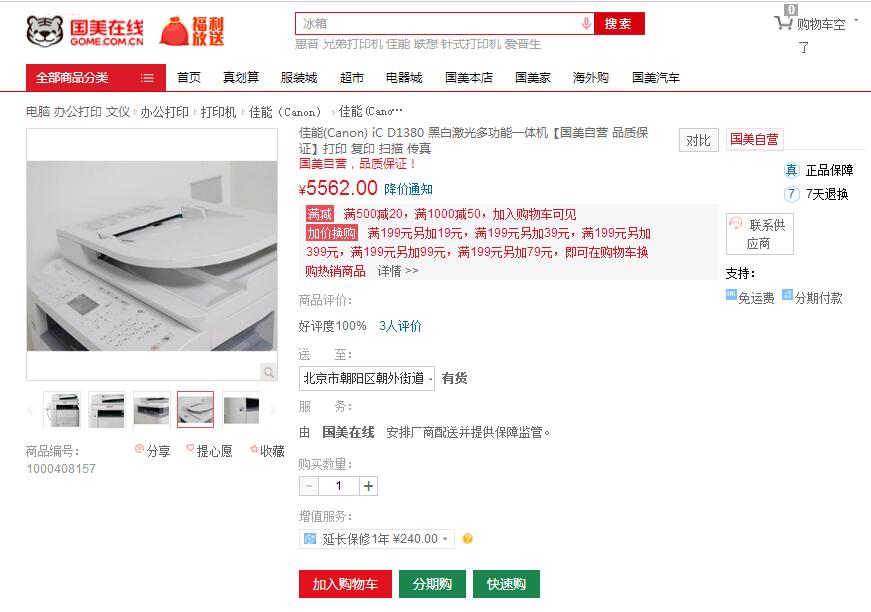 国美在线
GOME.COM.CN
福利
放送
冰箱
搜索
惠普 兄弟打印机 佳能 联想 针式打印机 爱普生
0
购物车空
了
全部商品分类
首页 真划算 服装城 超市 电器城 国美本店 国美家 海外购 国美汽车
电脑 办公打印 文仪 办公打印 打印机 佳能（Canon） 佳能(Cano…
佳能(Canon) iC D1380 黑白激光多功能一体机【国美自营 品质保
证】打印 复印 扫描 传真
国美自营，品质保证！
¥5562.00 降价通知
满减 满500减20，满1000减50，加入购物车可见
加价换购 满199元另加19元，满199元另加39元，满199元另加
399元，满199元另加99元，满199元另加79元，即可在购物车换
购热销商品 详情 >>
商品评价：
好评度100% 3人评价
送 至：
北京市朝阳区朝外街道 有货
服 务：
由 国美在线 安排厂商配送并提供保障监管。
购买数量：
- 1 +
增值服务：
延长保修1年 ¥240.00
加入购物车 分期购 快速购
商品编号：
1000408157
分享 提心愿 收藏
对比 国美自营
真 正品保障
7 7天退换
联系供
应商
支持：
免运费 分期付款